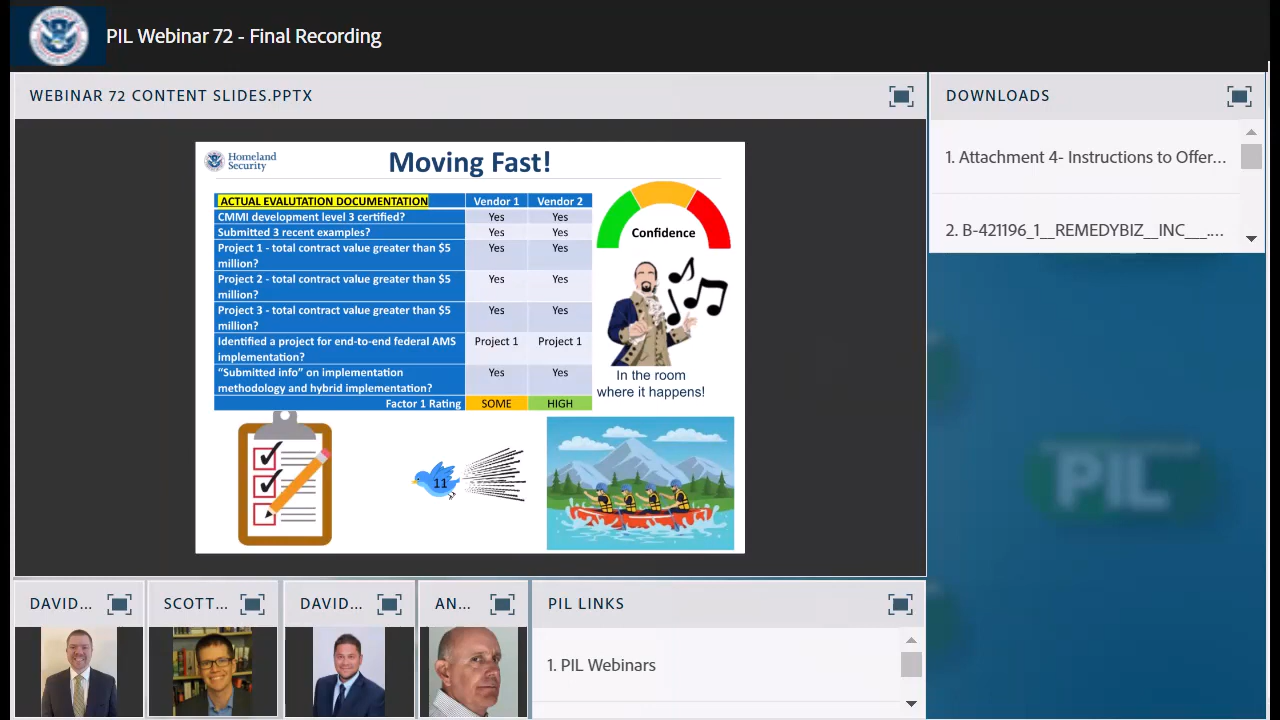 PIL Webinar 72 - Final Recording
WEBINAR 72 CONTENT SLIDES.PPTX
Homeland
Security
Moving Fast!
ACTUAL EVALUTATION DOCUMENTATION Vendor 1 Vendor 2
CMMI development level 3 certified? Yes Yes
Submitted 3 recent examples? Yes Yes
Project 1 - total contract value greater than $5 Yes Yes
million?
Project 2 - total contract value greater than $5 Yes Yes
million?
Project 3 - total contract value greater than $5 Yes Yes
million?
Identified a project for end-to-end federal AMS Project 1 Project 1
implementation?
“Submitted info” on implementation Yes Yes
methodology and hybrid implementation?
Factor 1 Rating SOME HIGH
Confidence
In the room
where it happens!
11
DOWNLOADS
1. Attachment 4- Instructions to Offer...
2. B-421196_1__REMEDYBIZ__INC___....
PIL
DAVID...
SCOTT...
DAVID...
AN...
PIL LINKS
1. PIL Webinars